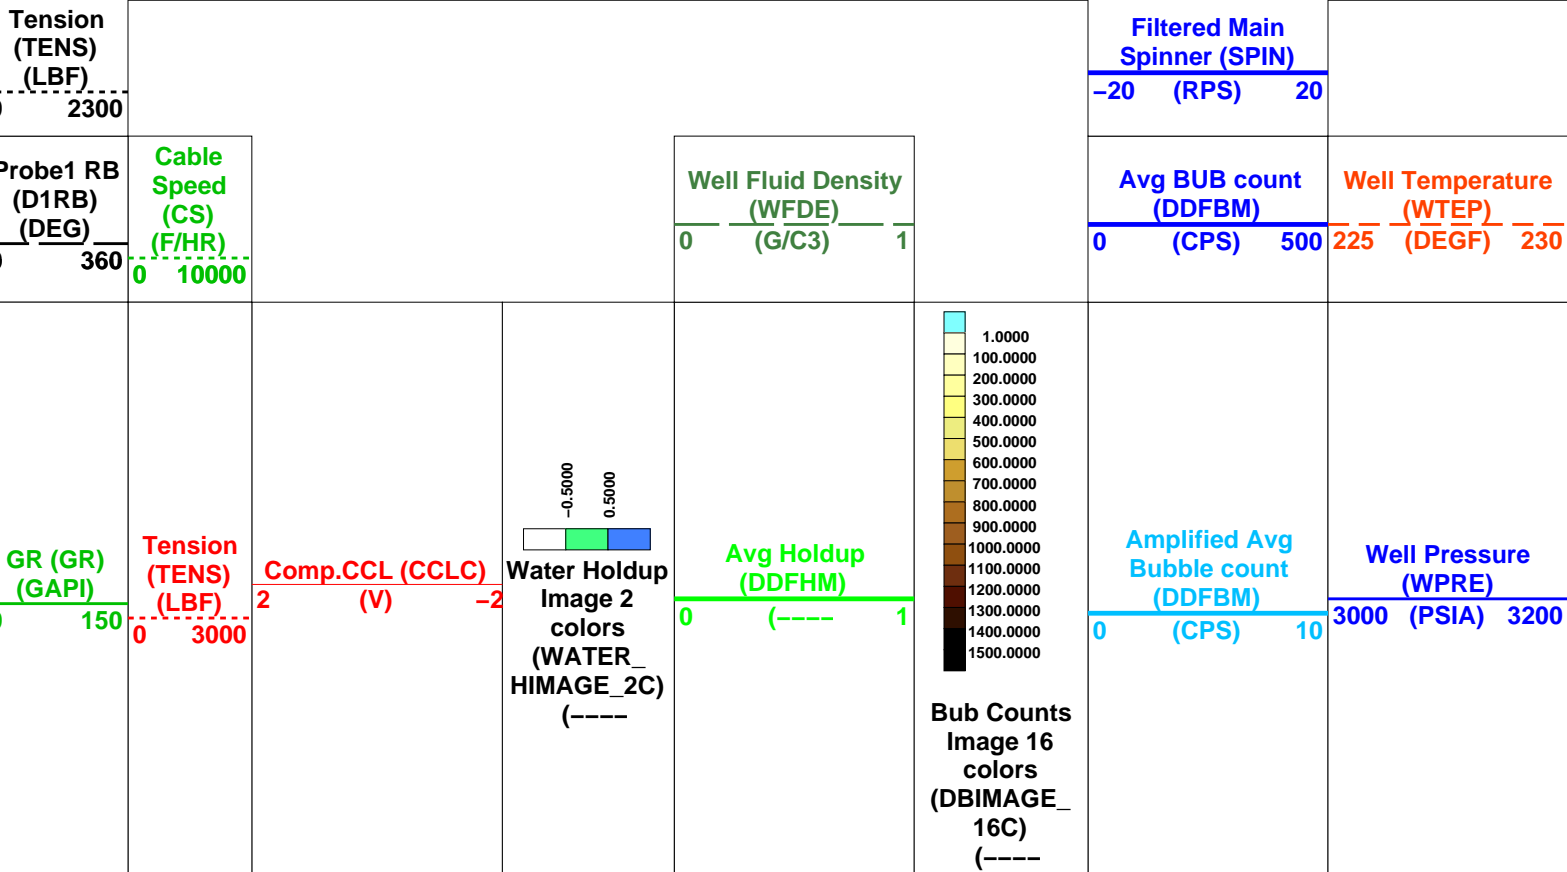 Tension
(TENS)
(LBF)
2300
Filtered Main
Spinner (SPIN)
−20 (RPS) 20
Probe1 RB
(D1RB)
(DEG)
360
Cable
Speed
(CS)
(F/HR)
0 10000
Well Fluid Density
(WFDE)
0 (G/C3) 1
Avg BUB count
(DDFBM)
0 (CPS) 500
Well Temperature
(WTEP)
225 (DEGF) 230
GR (GR)
(GAPI)
150
Tension
(TENS)
(LBF)
0 3000
Comp.CCL (CCLC)
2 (V) −2
−0.5000
0.5000
Water Holdup
Image 2
colors
(WATER_
HIMAGE_2C)
(−−−−
Avg Holdup
(DDFHM)
0 (−−−− 1
1.0000
100.0000
200.0000
300.0000
400.0000
500.0000
600.0000
700.0000
800.0000
900.0000
1000.0000
1100.0000
1200.0000
1300.0000
1400.0000
1500.0000
Bub Counts
Image 16
colors
(DBIMAGE_
16C)
(−−−−
Amplified Avg
Bubble count
(DDFBM)
0 (CPS) 10
Well Pressure
(WPRE)
3000 (PSIA) 3200